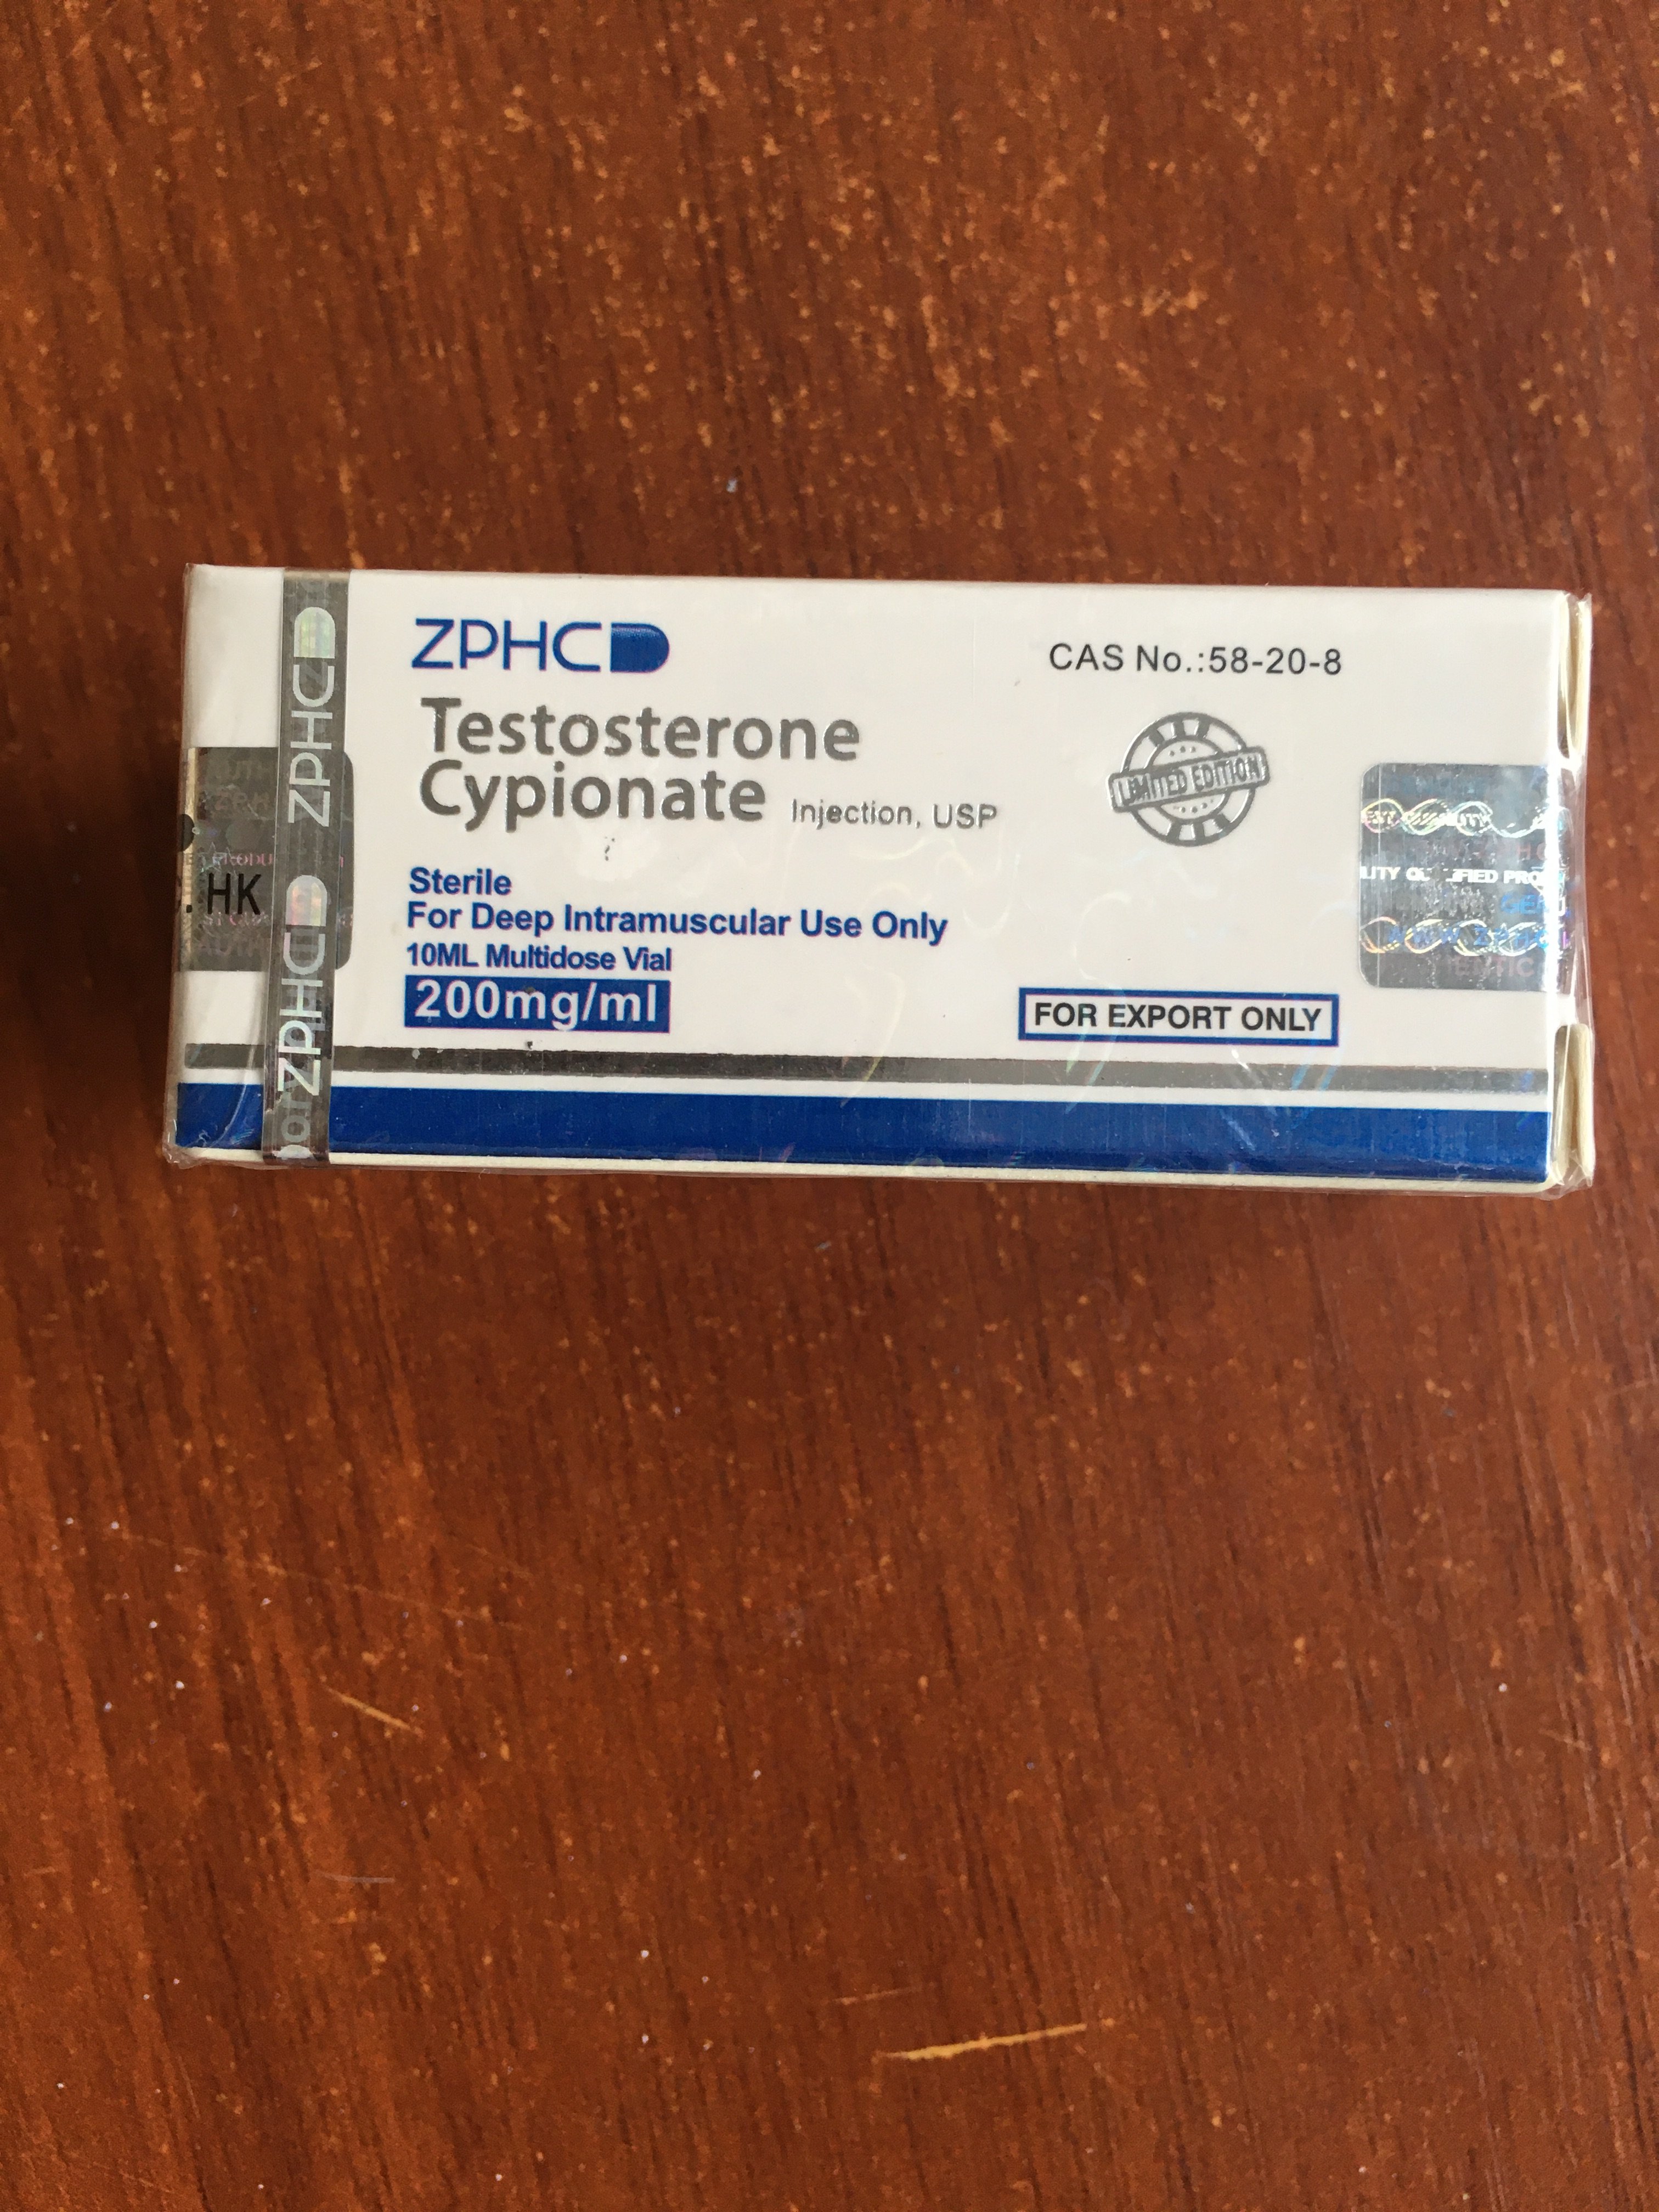 ZPHC
CAS No.:58-20-8
Testosterone
Cypionate Injection, USP
LIMITED EDITION
Sterile
For Deep Intramuscular Use Only
10ML Multidose Vial
200mg/ml
FOR EXPORT ONLY
ZPHC
ZPHC
HK